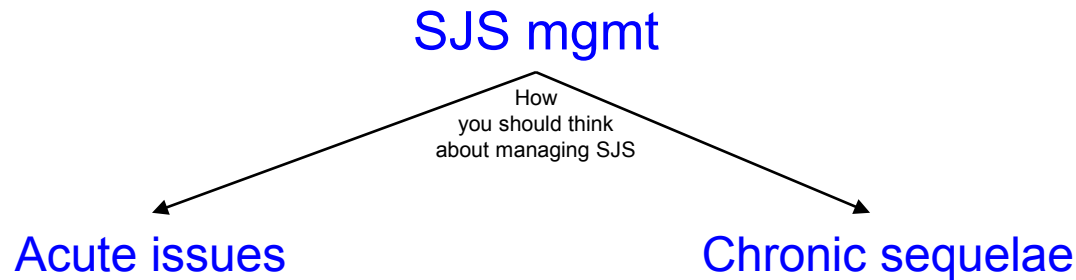 SJS mgmt
How
you should think
about managing SJS
Acute issues
Chronic sequelae